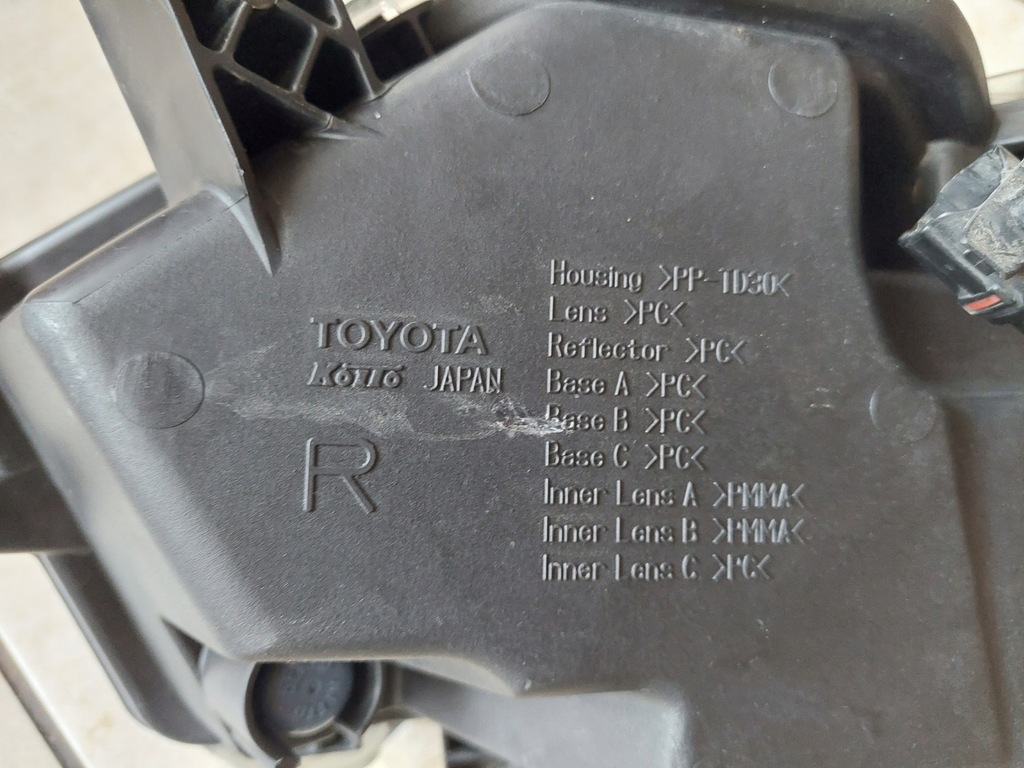 TOYOTA
KOITO JAPAN
R
Housing >PP-TD30<
Lens >PC<
Reflector >PC<
Base A >PC<
Base B >PC<
Base C >PC<
Inner Lens A >PMMA<
Inner Lens B >PMMA<
Inner Lens C >PC<